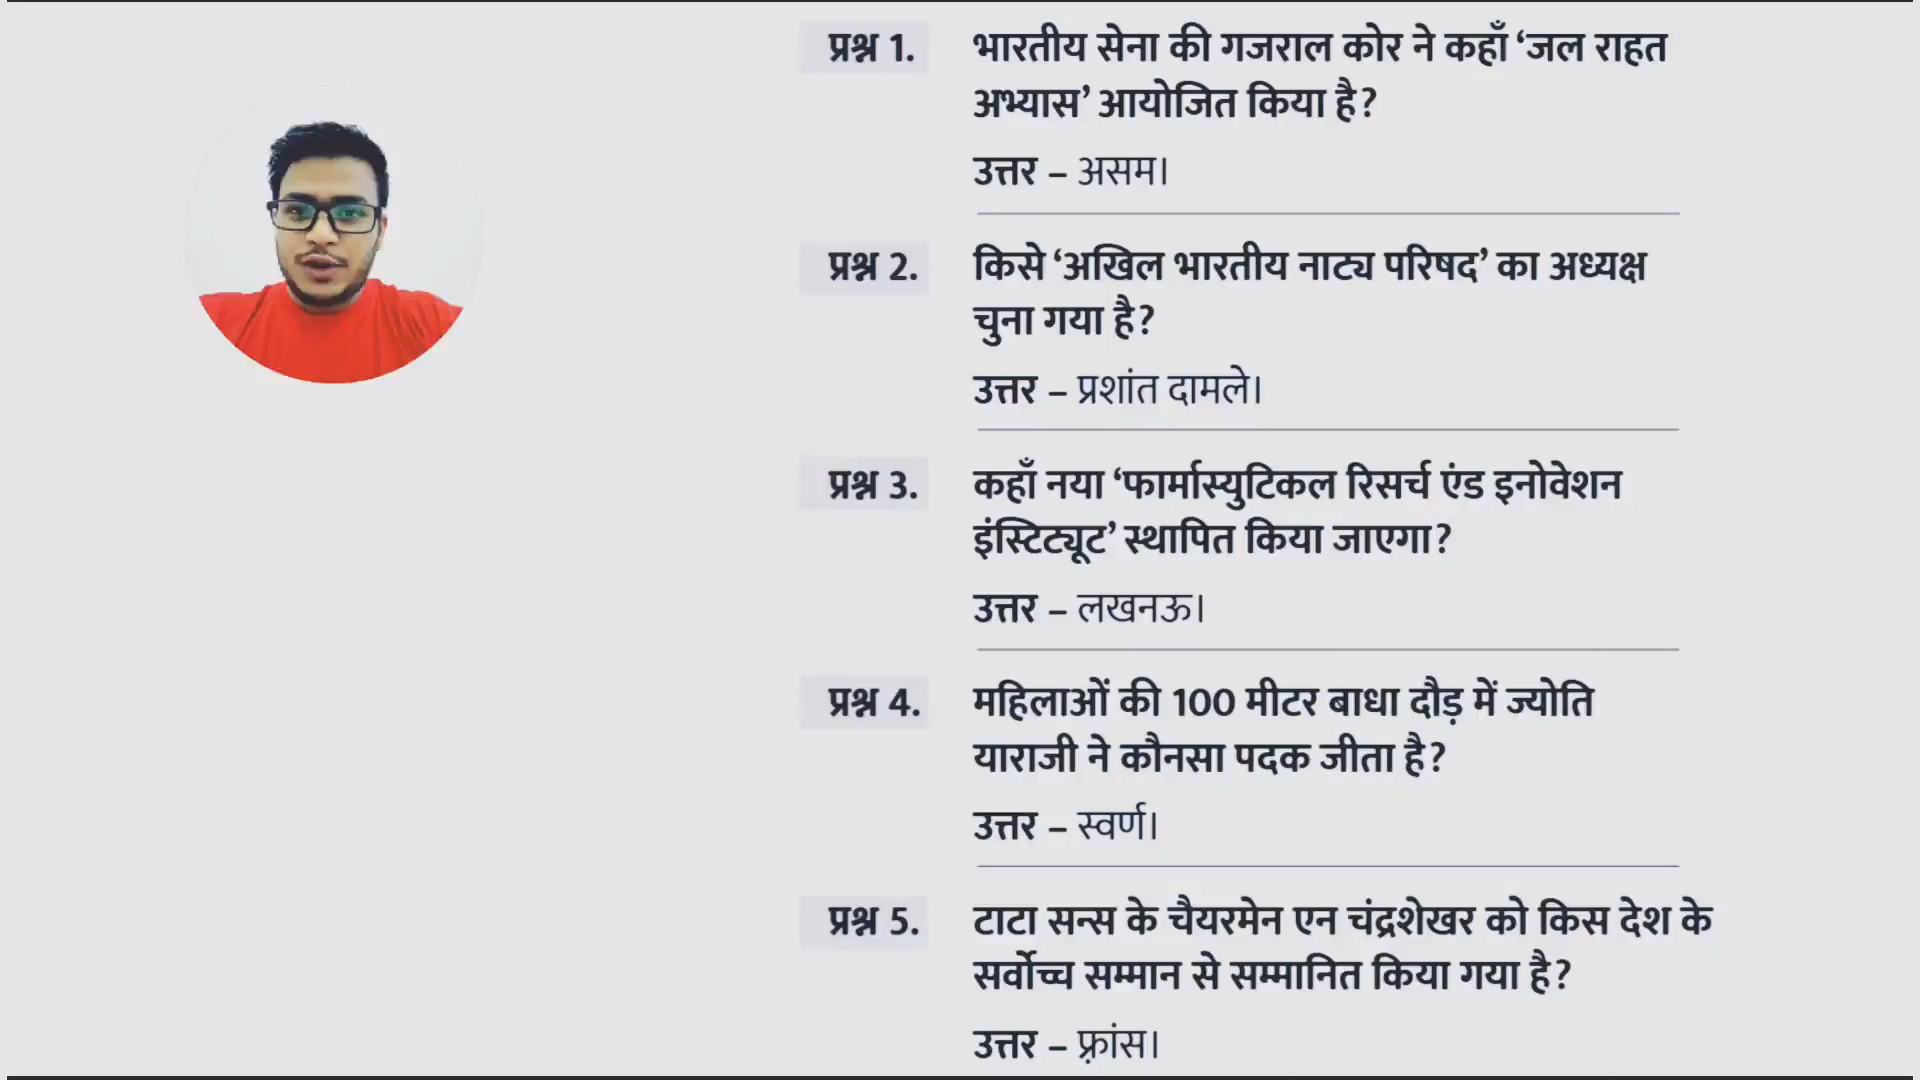 प्रश्न 1. भारतीय सेना की गजराल कोर ने कहाँ ‘जल राहत
अभ्यास’ आयोजित किया है?
उत्तर – असम।
प्रश्न 2. किसे ‘अखिल भारतीय नाट्य परिषद’ का अध्यक्ष
चुना गया है?
उत्तर – प्रशांत दामले।
प्रश्न 3. कहाँ नया ‘फार्मास्युटिकल रिसर्च एंड इनोवेशन
इंस्टिट्यूट’ स्थापित किया जाएगा?
उत्तर – लखनऊ।
प्रश्न 4. महिलाओं की 100 मीटर बाधा दौड़ में ज्योति
याराजी ने कौनसा पदक जीता है?
उत्तर – स्वर्ण।
प्रश्न 5. टाटा सन्स के चैयरमेन एन चंद्रशेखर को किस देश के
सर्वोच्च सम्मान से सम्मानित किया गया है?
उत्तर – फ़्रांस।